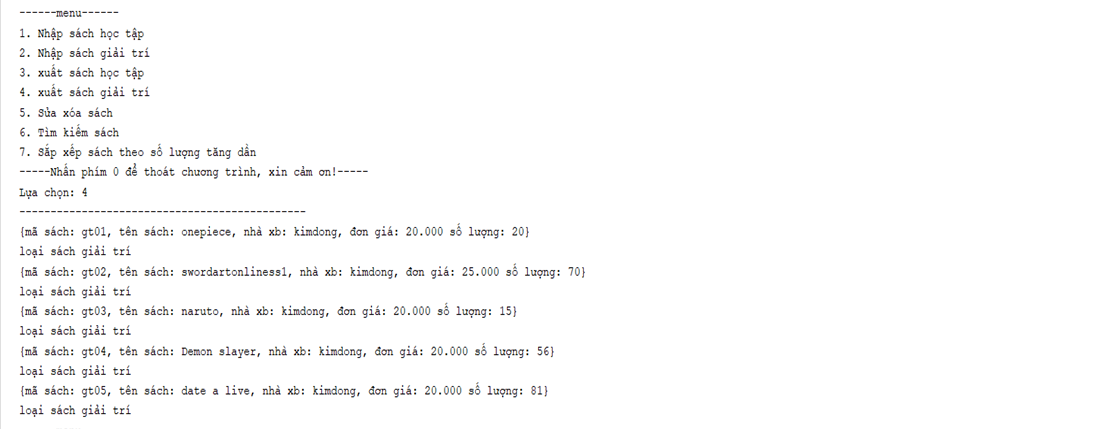 ------menu------
1. Nhập sách học tập
2. Nhập sách giải trí
3. xuất sách học tập
4. xuất sách giải trí
5. Sửa xóa sách
6. Tìm kiếm sách
7. Sắp xếp sách theo số lượng tăng dần
-----Nhấn phím 0 để thoát chương trình, xin cảm ơn!-----
Lựa chọn: 4
----------------------------------------------
{mã sách: gt01, tên sách: onepiece, nhà xb: kimdong, đơn giá: 20.000 số lượng: 20}
loại sách giải trí
{mã sách: gt02, tên sách: swordartonliness1, nhà xb: kimdong, đơn giá: 25.000 số lượng: 70}
loại sách giải trí
{mã sách: gt03, tên sách: naruto, nhà xb: kimdong, đơn giá: 20.000 số lượng: 15}
loại sách giải trí
{mã sách: gt04, tên sách: Demon slayer, nhà xb: kimdong, đơn giá: 20.000 số lượng: 56}
loại sách giải trí
{mã sách: gt05, tên sách: date a live, nhà xb: kimdong, đơn giá: 20.000 số lượng: 81}
loại sách giải trí